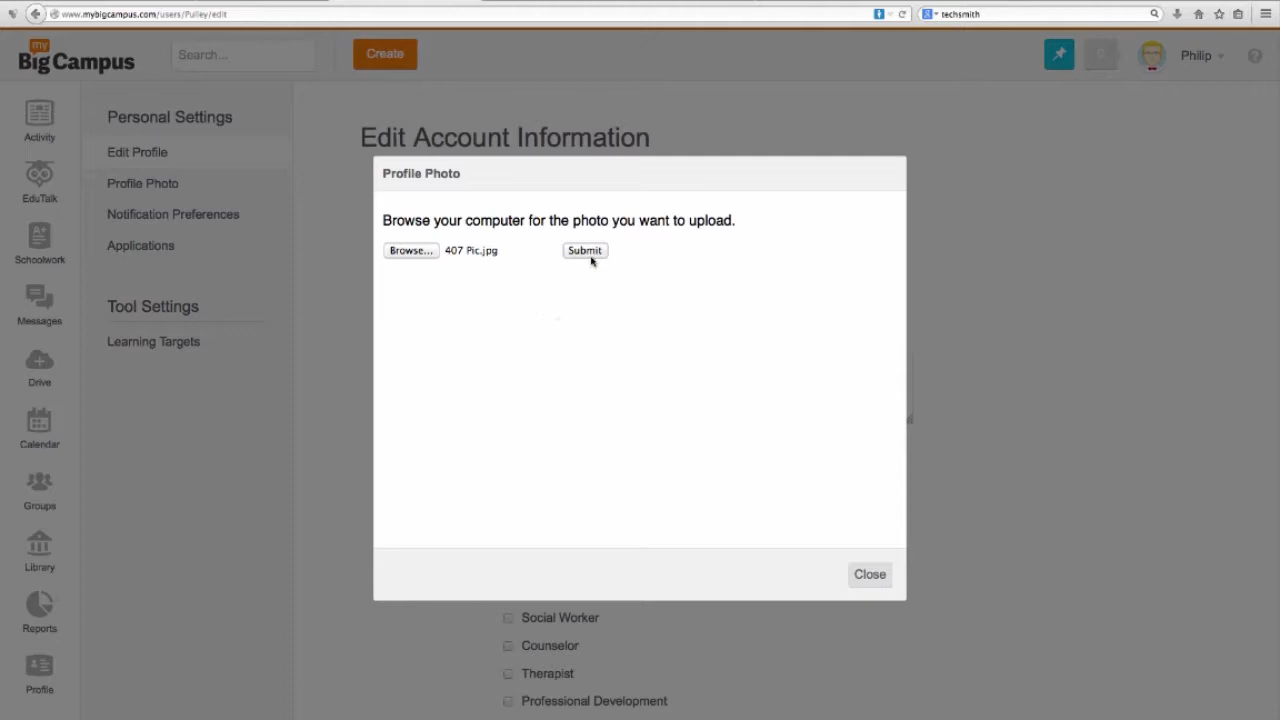 www.mybigcampus.com/users/Pulley/edit
techsmith
my
BigCampus
Search...
Create
0
Philip
?
Activity
EduTalk
A+
Schoolwork
Messages
Drive
Calendar
Groups
Library
Reports
Profile
Personal Settings
Edit Profile
Profile Photo
Notification Preferences
Applications
Tool Settings
Learning Targets
Edit Account Information
Profile Photo
Browse your computer for the photo you want to upload.
Browse... 407 Pic.jpg Submit
Close
Social Worker
Counselor
Therapist
Professional Development